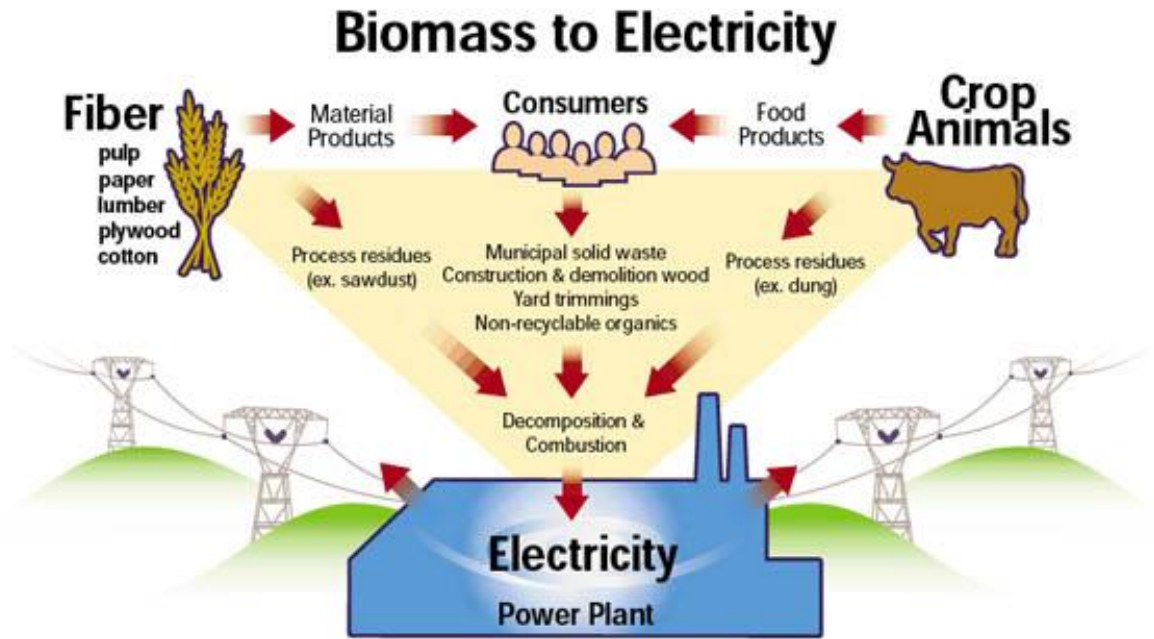 Biomass to Electricity
Fiber
pulp
paper
lumber
plywood
cotton
Material
Products
Consumers
Food
Products
Crop
Animals
Process residues
(ex. sawdust)
Municipal solid waste
Construction & demolition wood
Yard trimmings
Non-recyclable organics
Process residues
(ex. dung)
Decomposition &
Combustion
Electricity
Power Plant